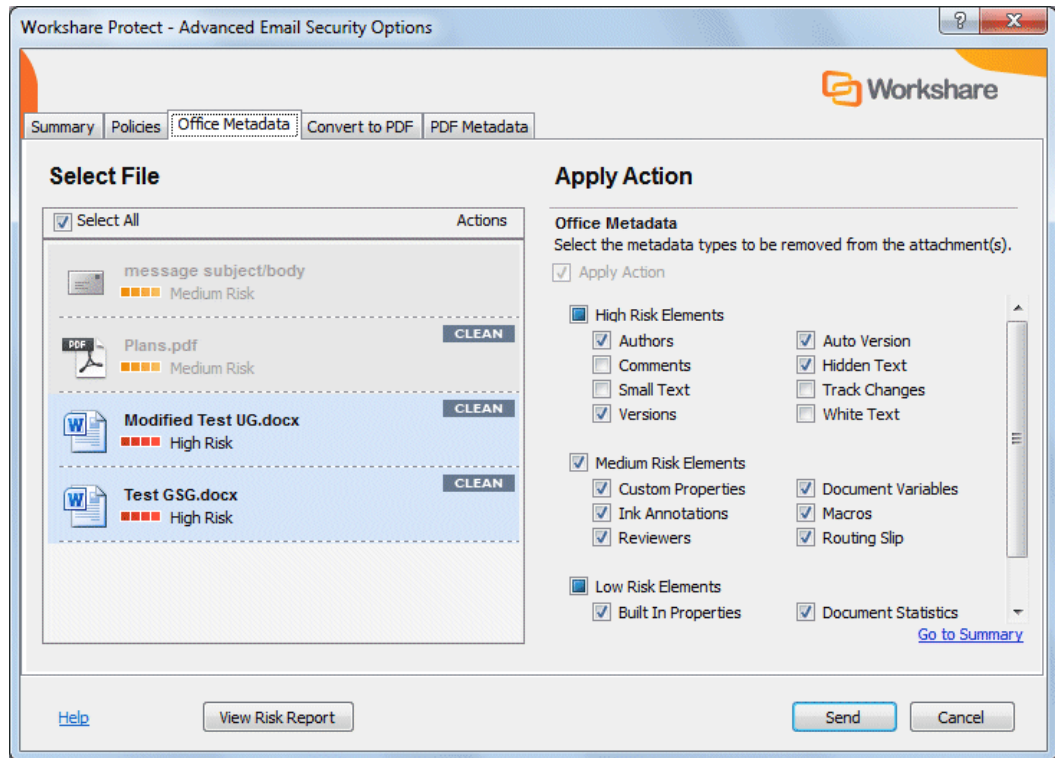 Workshare Protect - Advanced Email Security Options
Workshare
Summary Policies Office Metadata Convert to PDF PDF Metadata
Select File
Select All Actions
message subject/body
Medium Risk
CLEAN
PDF
Plans.pdf
Medium Risk
CLEAN
Modified Test UG.docx
High Risk
CLEAN
Test GSG.docx
High Risk
Apply Action
Office Metadata
Select the metadata types to be removed from the attachment(s).
Apply Action
High Risk Elements
Authors Auto Version
Comments Hidden Text
Small Text Track Changes
Versions White Text
Medium Risk Elements
Custom Properties Document Variables
Ink Annotations Macros
Reviewers Routing Slip
Low Risk Elements
Built In Properties Document Statistics
Go to Summary
Help View Risk Report Send Cancel